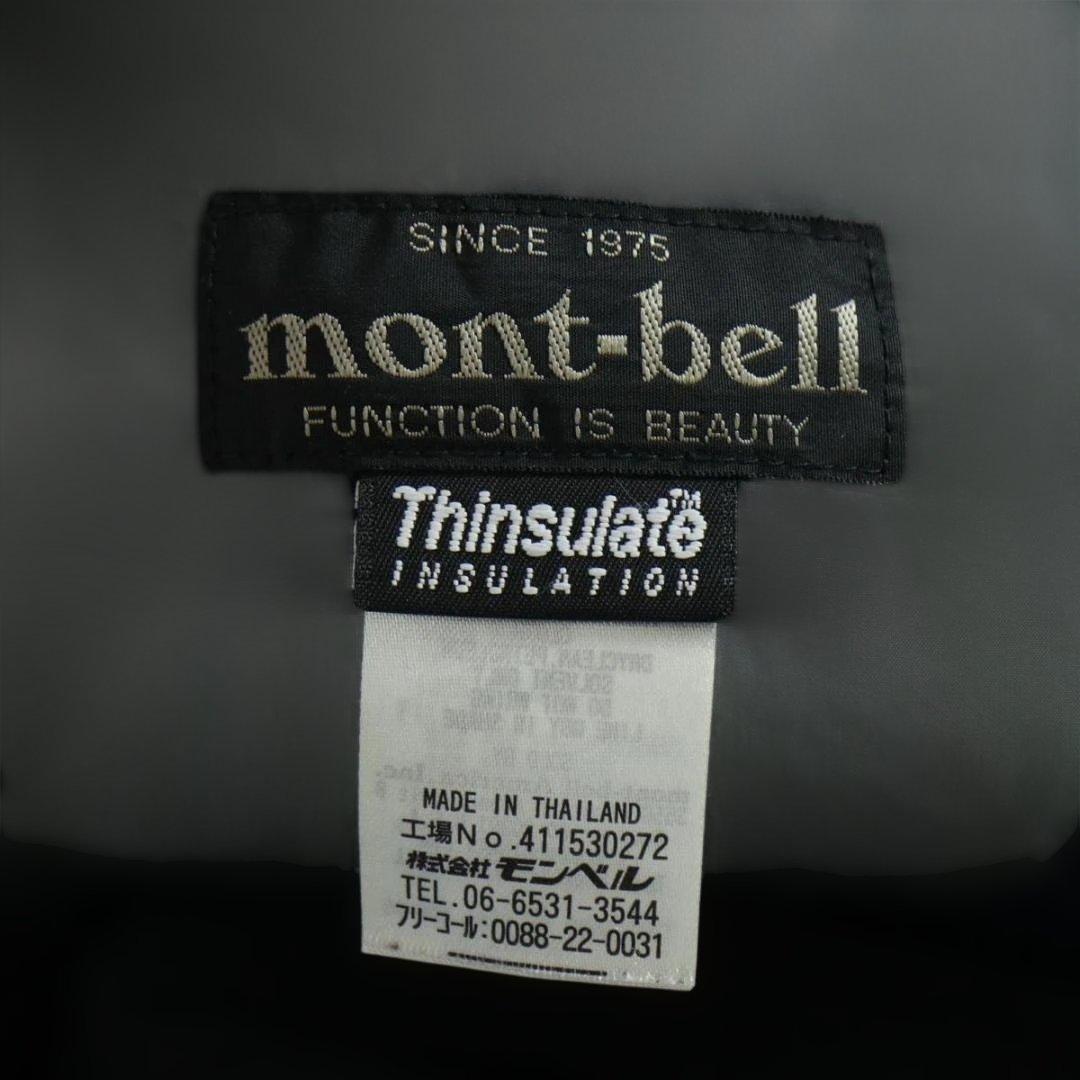 SINCE 1975
mont-bell
FUNCTION IS BEAUTY
Thinsulate™
INSULATION
MADE IN THAILAND
工場No.411530272
株式会社モンベル
TEL.06-6531-3544
フリーコール:0088-22-0031